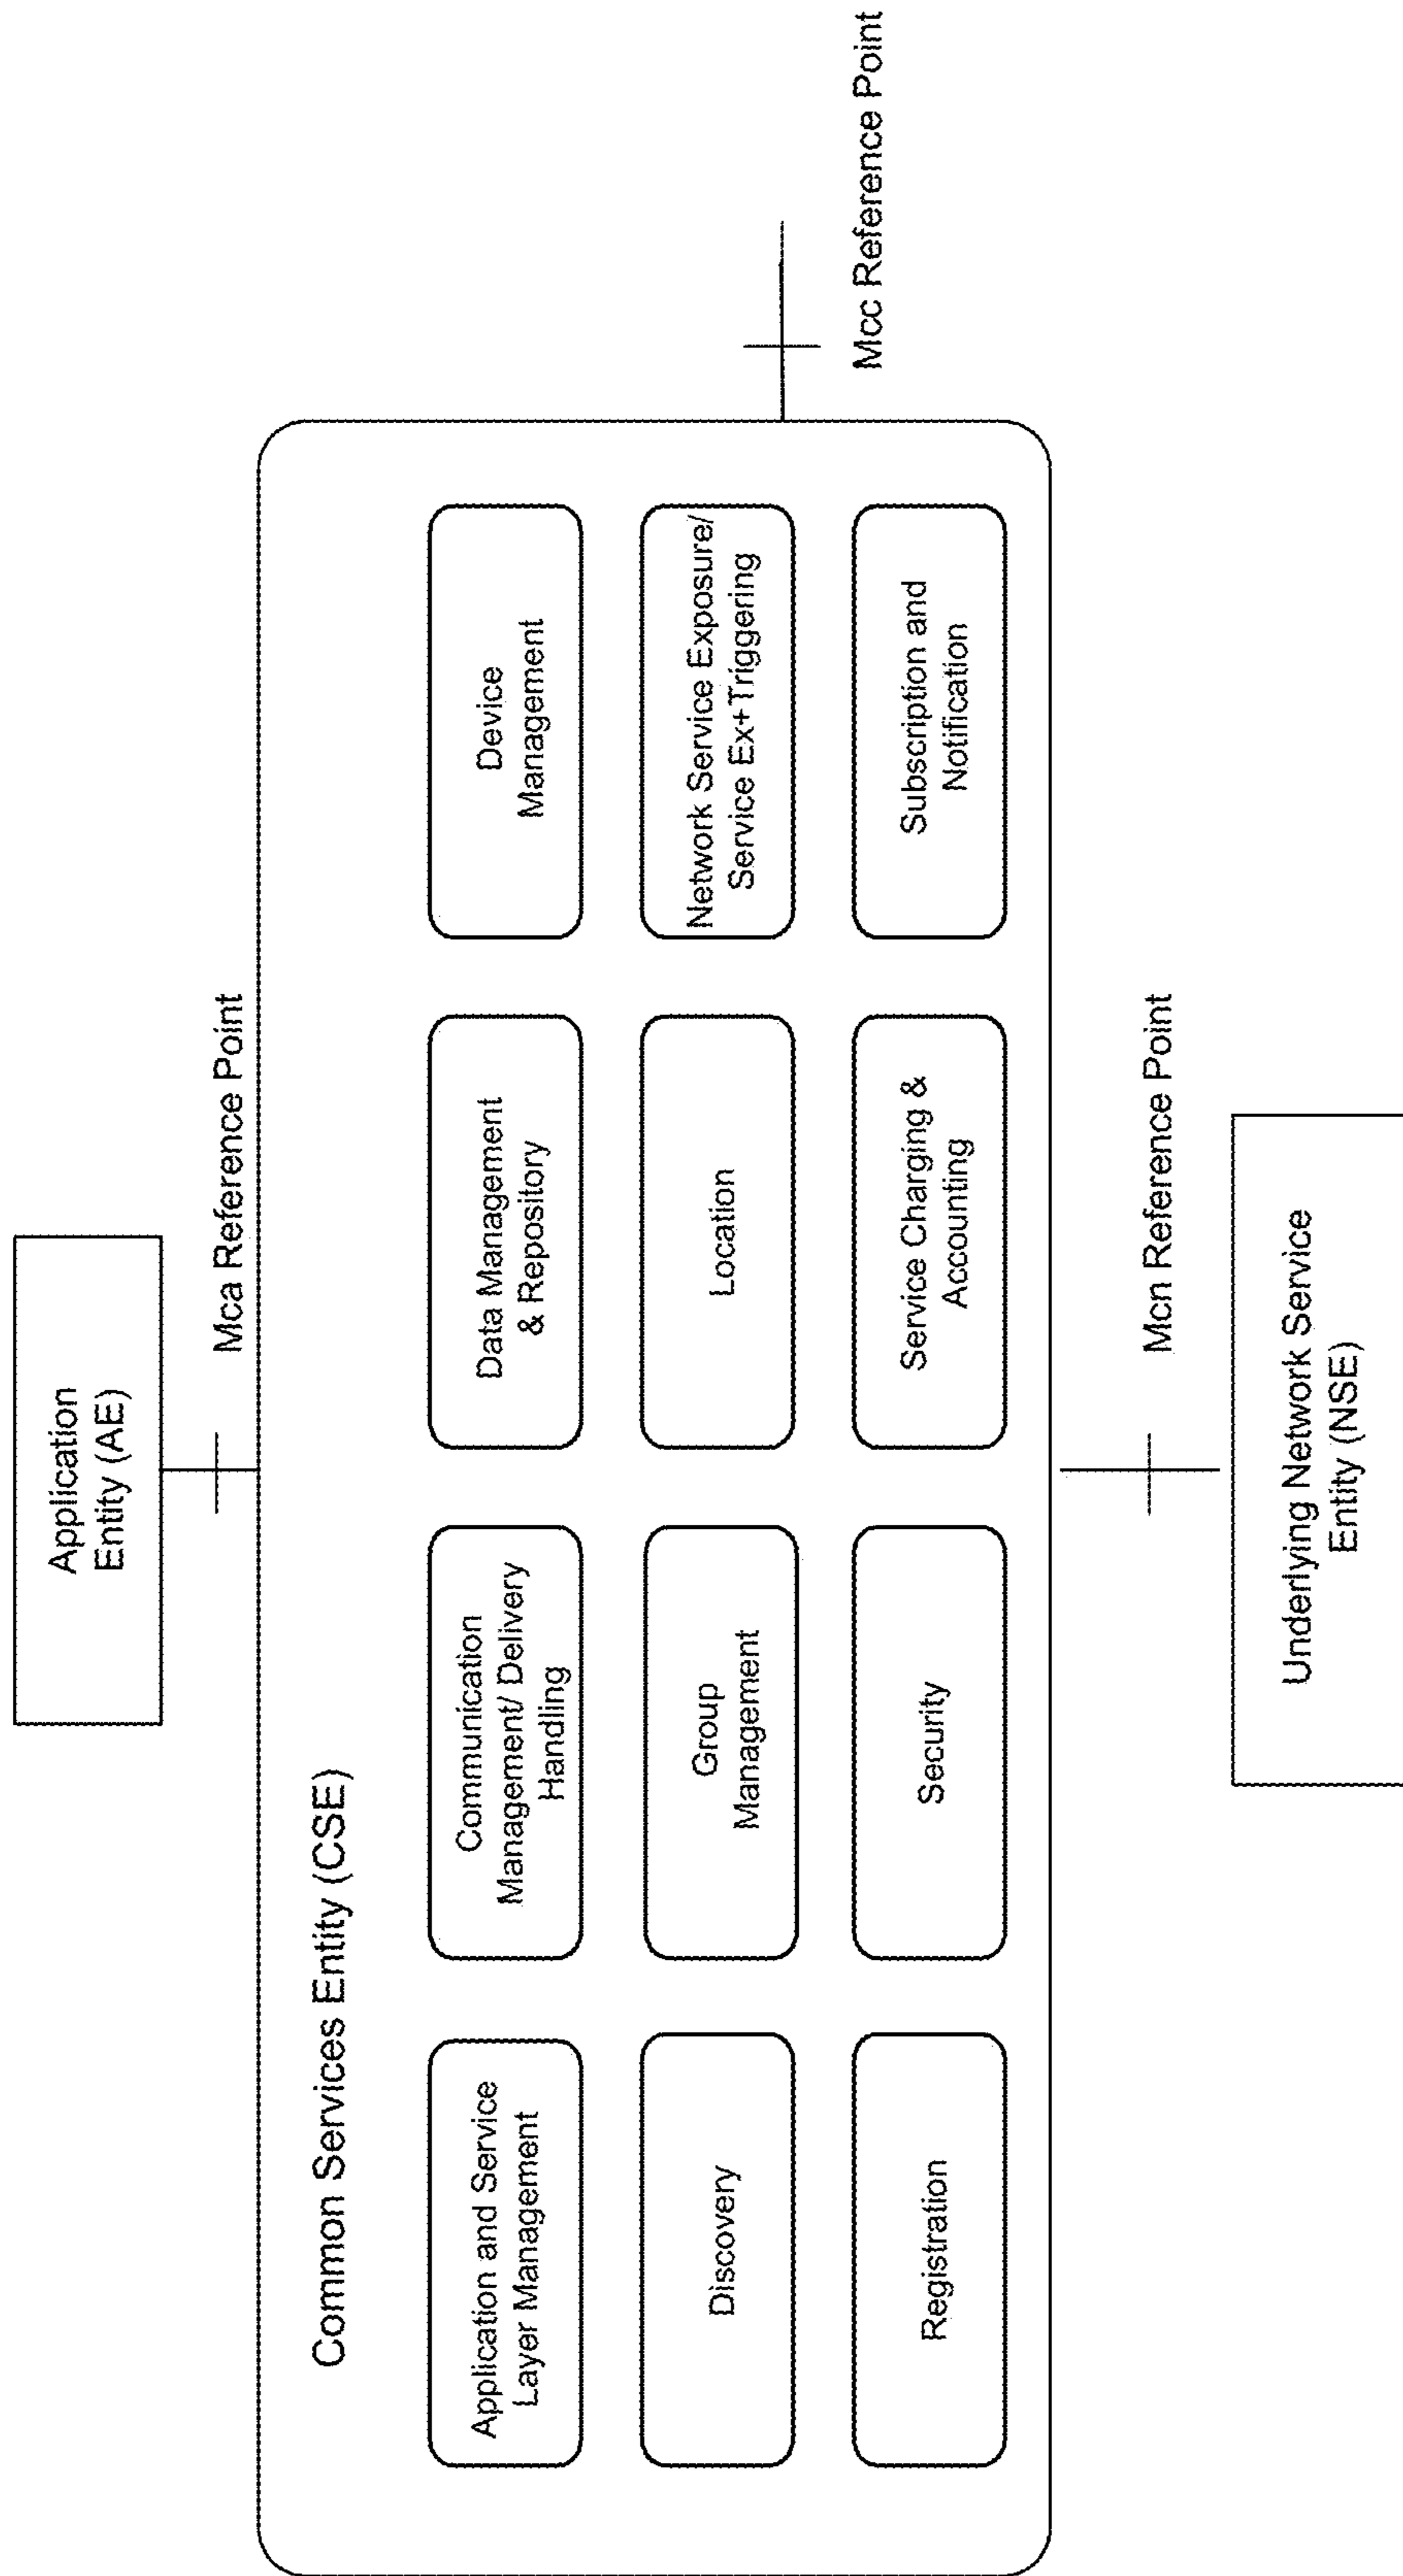 Application
Entity (AE)
Mca Reference Point
Common Services Entity (CSE)
Application and Service
Layer Management
Communication
Management/ Delivery
Handling
Data Management
& Repository
Device
Management
Discovery
Group
Management
Location
Network Service Exposure/
Service Ex+Triggering
Registration
Security
Service Charging &
Accounting
Subscription and
Notification
Mcc Reference Point
Mcn Reference Point
Underlying Network Service
Entity (NSE)